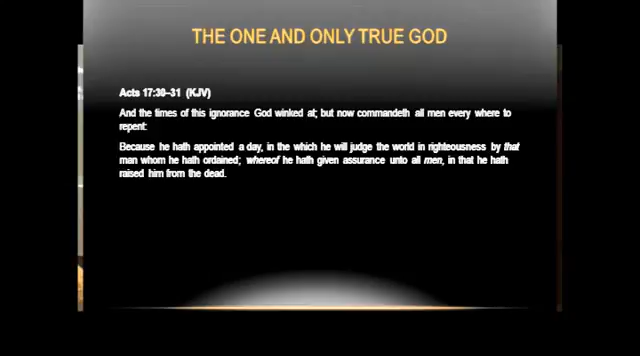 THE ONE AND ONLY TRUE GOD
Acts 17:30–31 (KJV)
And the times of this ignorance God winked at; but now commandeth all men every where to
repent:
Because he hath appointed a day, in the which he will judge the world in righteousness by that
man whom he hath ordained; whereof he hath given assurance unto all men, in that he hath
raised him from the dead.